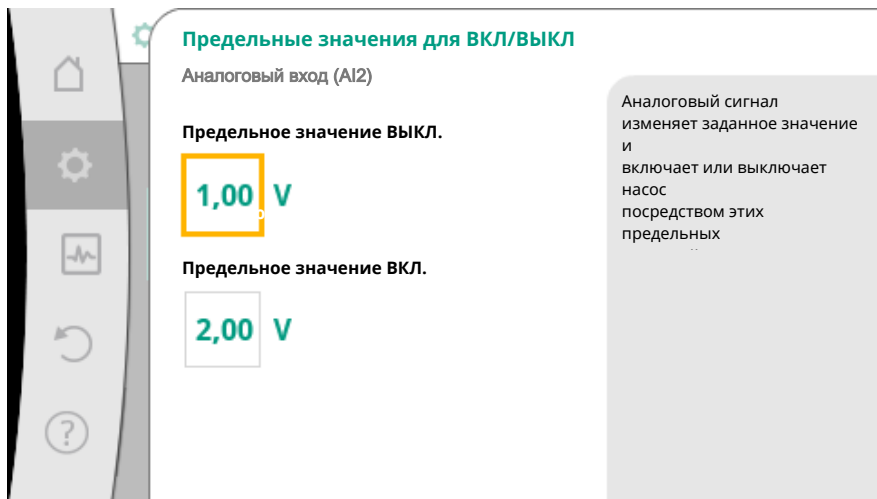 Предельные значения для ВКЛ/ВЫКЛ
Аналоговый вход (AI2)
Предельное значение ВЫКЛ.
1,00 V
Предельное значение ВКЛ.
2,00 V
Аналоговый сигнал
изменяет заданное значение
и
включает или выключает
насос
посредством этих
предельных